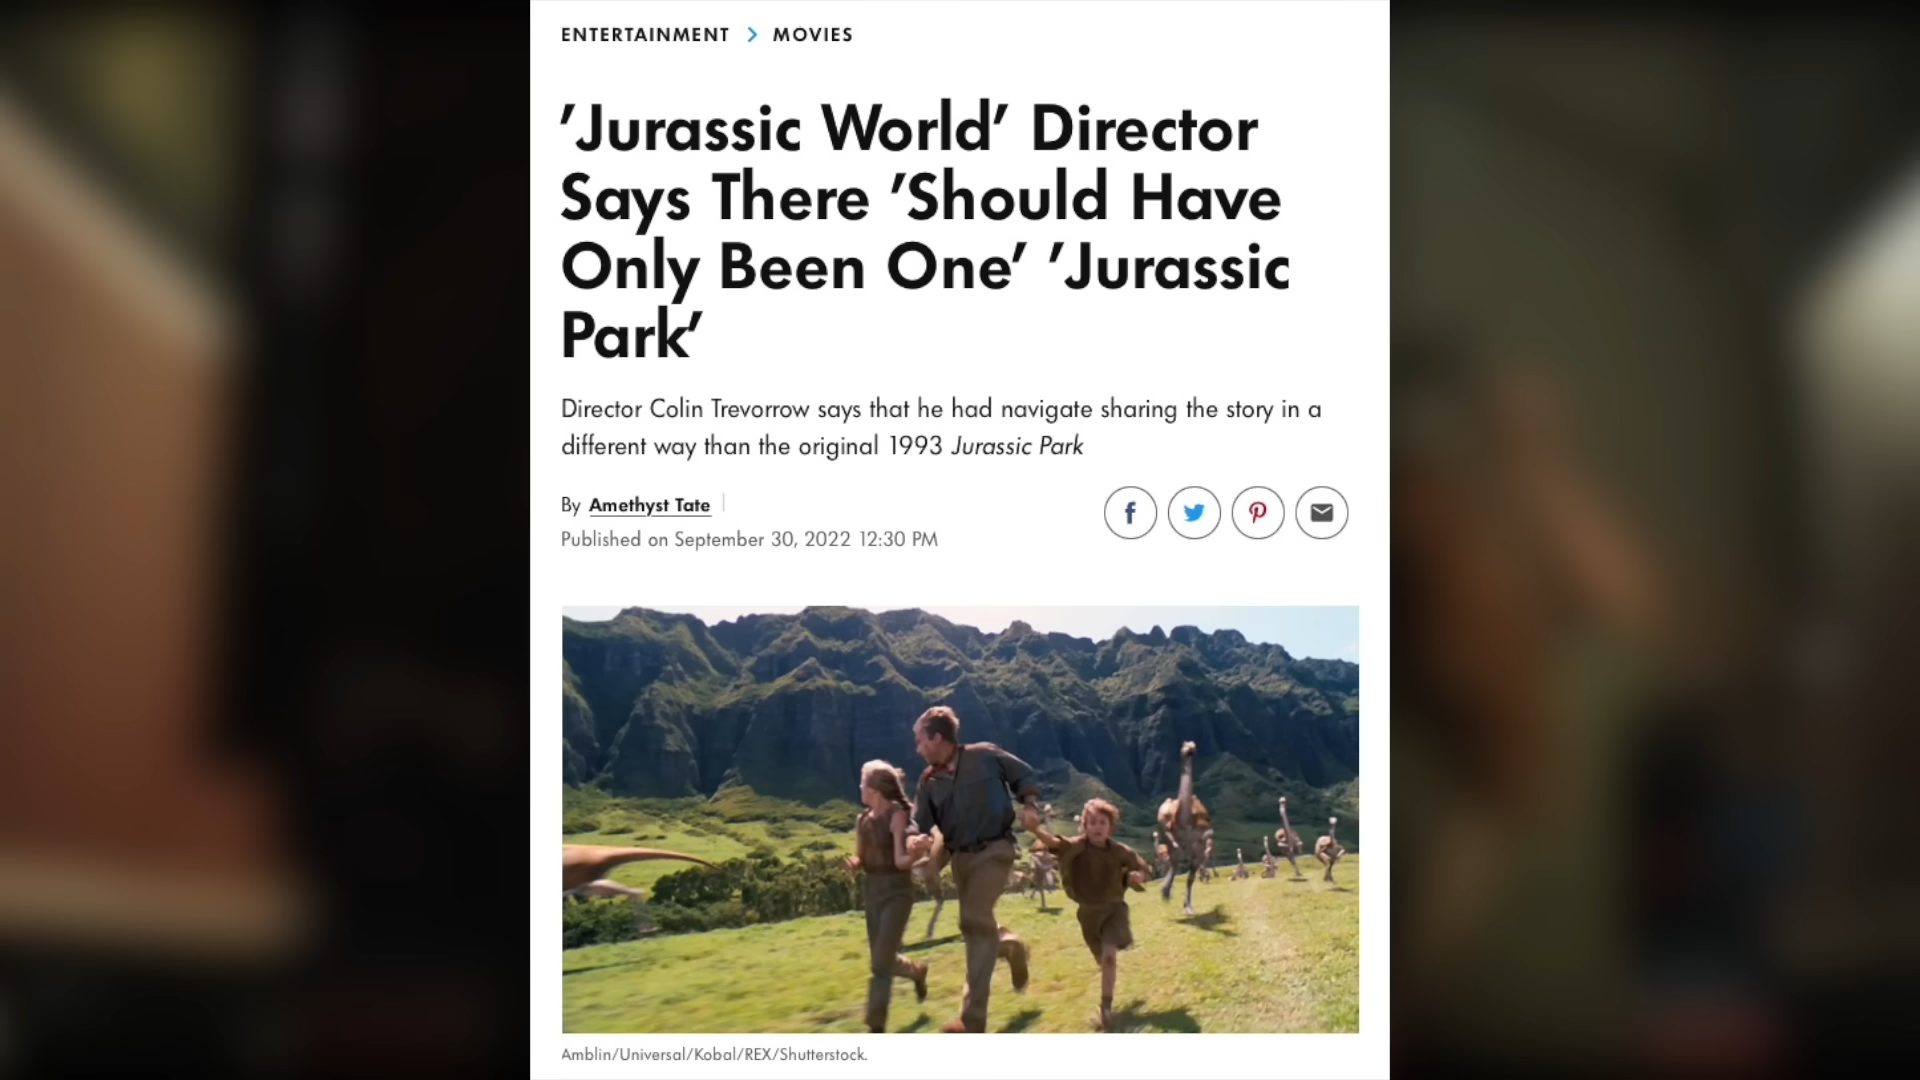 ENTERTAINMENT > MOVIES
’Jurassic World’ Director
Says There ’Should Have
Only Been One’ ’Jurassic
Park’
Director Colin Trevorrow says that he had navigate sharing the story in a
different way than the original 1993 Jurassic Park
By Amethyst Tate
Published on September 30, 2022 12:30 PM
Amblin/Universal/Kobal/REX/Shutterstock.